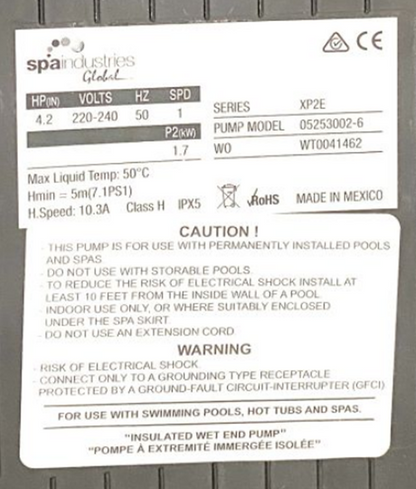 spaindustries
Global
HP(IN) VOLTS HZ SPD
4.2 220-240 50 1
P2(kW)
1.7
SERIES XP2E
PUMP MODEL 05253002-6
WO WT0041462
Max Liquid Temp: 50°C
Hmin = 5m(7.1PS1)
H.Speed: 10.3A Class H IPX5 RoHS MADE IN MEXICO
CE
CAUTION !
- THIS PUMP IS FOR USE WITH PERMANENTLY INSTALLED POOLS
AND SPAS
- DO NOT USE WITH STORABLE POOLS
- TO REDUCE THE RISK OF ELECTRICAL SHOCK INSTALL AT
LEAST 10 FEET FROM THE INSIDE WALL OF A POOL
- INDOOR USE ONLY, OR WHERE SUITABLY ENCLOSED
UNDER THE SPA SKIRT
- DO NOT USE AN EXTENSION CORD
WARNING
- RISK OF ELECTRICAL SHOCK
- CONNECT ONLY TO A GROUNDING TYPE RECEPTACLE
PROTECTED BY A GROUND-FAULT CIRCUIT-INTERRUPTER (GFCI)
FOR USE WITH SWIMMING POOLS, HOT TUBS AND SPAS.
"INSULATED WET END PUMP"
"POMPE À EXTREMITÉ IMMERGÉE ISOLÉE"